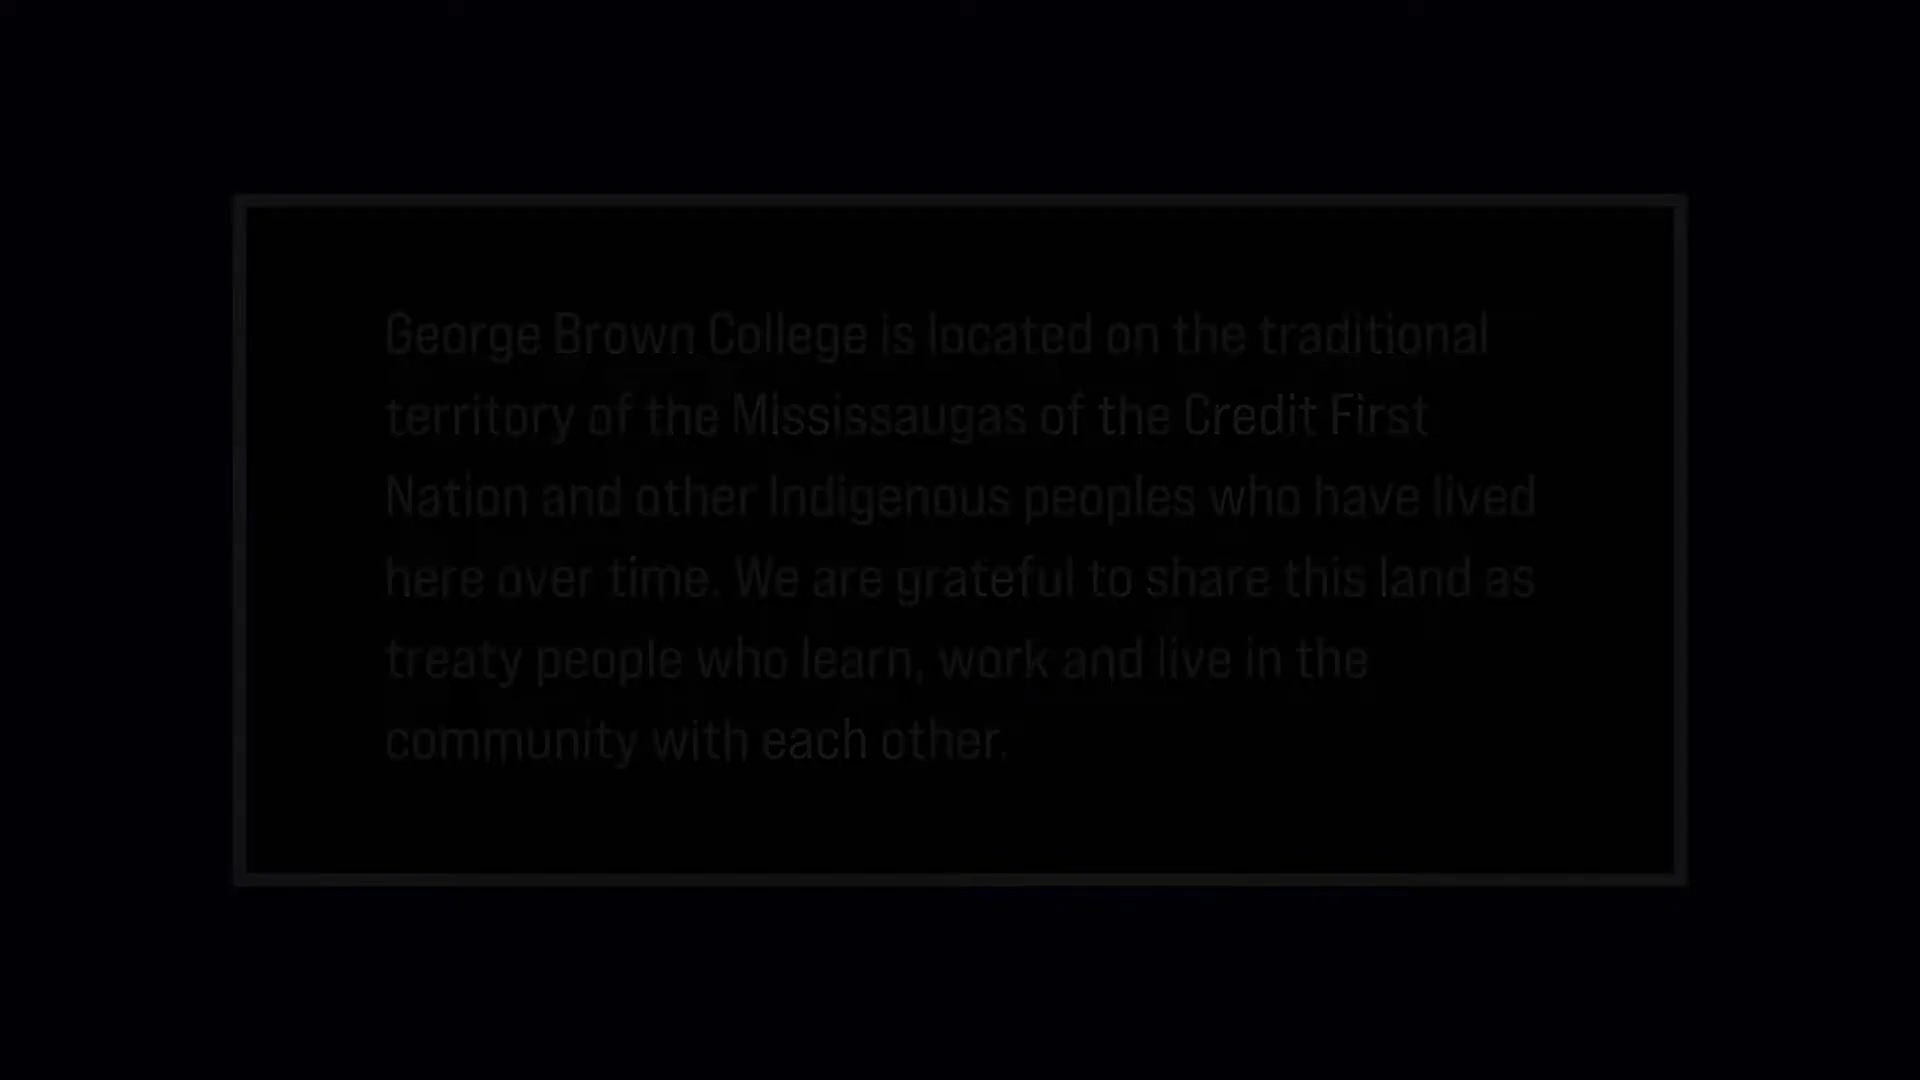 George Brown College is located on the traditional
territory of the Mississaugas of the Credit First
Nation and other Indigenous peoples who have lived
here over time. We are grateful to share this land as
treaty people who learn, work and live in the
community with each other.